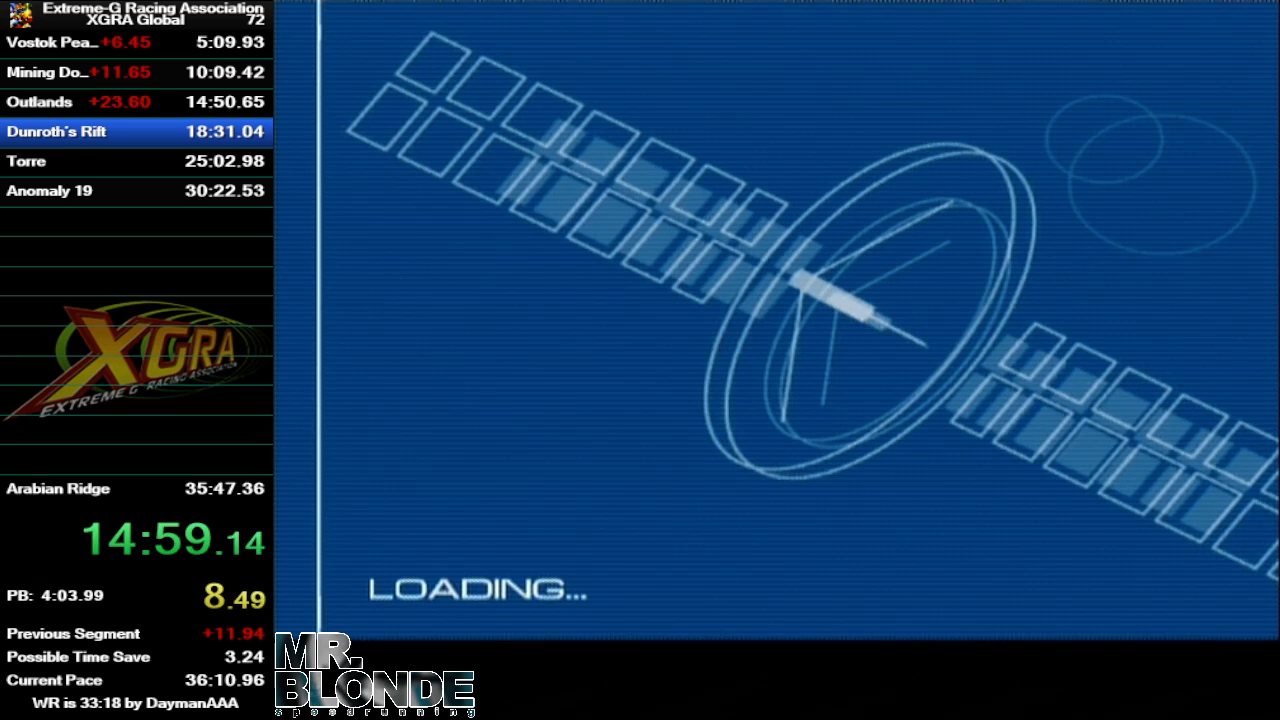 Extreme-G Racing Association
XGRA Global 72
Vostok Pea... +6.45 5:09.93
Mining Do... +11.65 10:09.42
Outlands +23.60 14:50.65
Dunroth's Rift 18:31.04
Torre 25:02.98
Anomaly 19 30:22.53
XGRA
EXTREME G RACING ASSOCIATION
Arabian Ridge 35:47.36
14:59.14
PB: 4:03.99 8.49
Previous Segment +11.94
Possible Time Save 3.24
Current Pace 36:10.96
WR is 33:18 by DaymanAAA
LOADING...
MR.
BLONDE
speedrunning